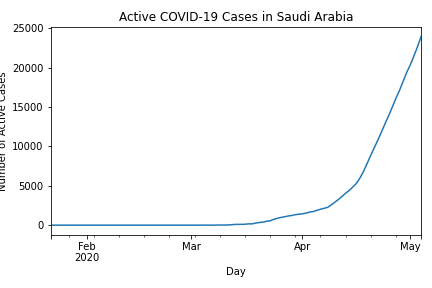 Active COVID-19 Cases in Saudi Arabia
25000
20000
15000
10000
5000
0
Number of Active Cases
Feb
2020
Mar
Apr
May
Day